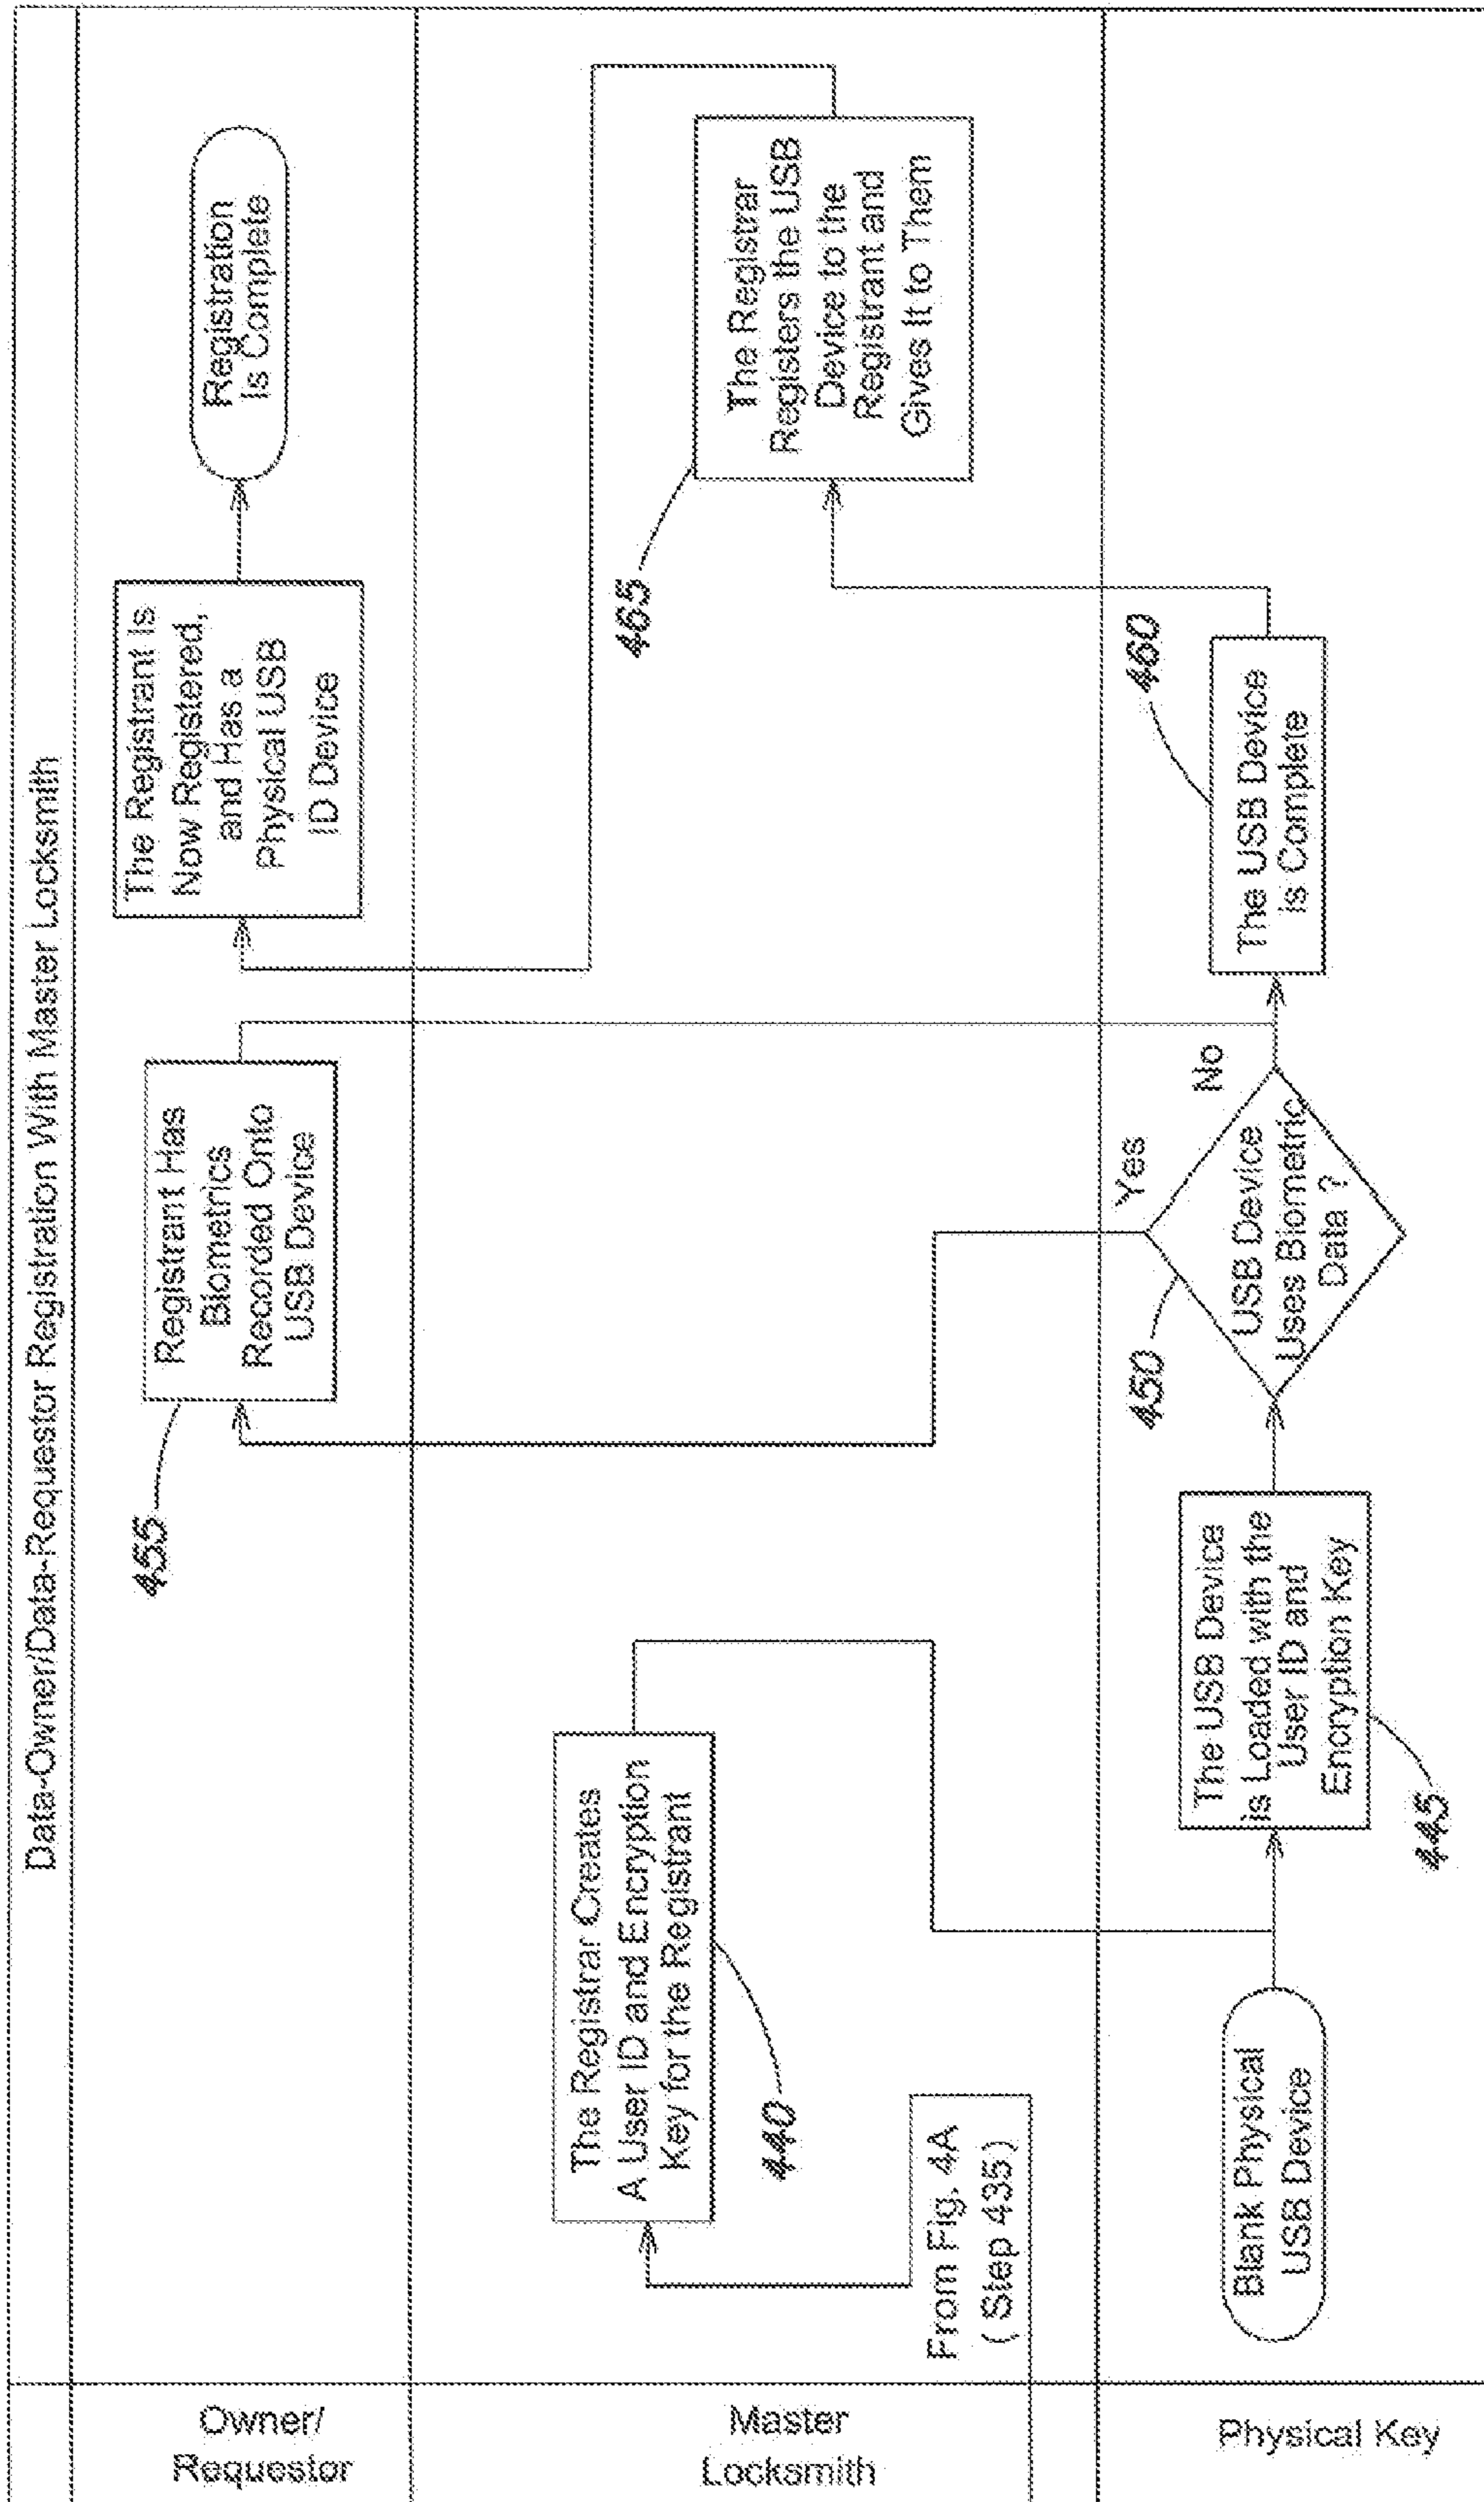 Data-Owner/Data-Requestor Registration With Master Locksmith
Owner/
Requestor
455
Registrant Has
Biometrics
Recorded Onto
USB Device
The Registrant Is
Now Registered,
and Has a
Physical USB
ID Device
Registration
Is Complete
Master
Locksmith
From Fig. 4A
( Step 435)
The Registrar Creates
A User ID and Encryption
Key for the Registrant
440
465
The Registrar
Registers the USB
Device to the
Registrant and
Gives It to Them
Physical Key
Blank Physical
USB Device
The USB Device
is Loaded with the
User ID and
Encryption Key
445
450
USB Device
Uses Biometric
Data ?
Yes
No
460
The USB Device
is Complete